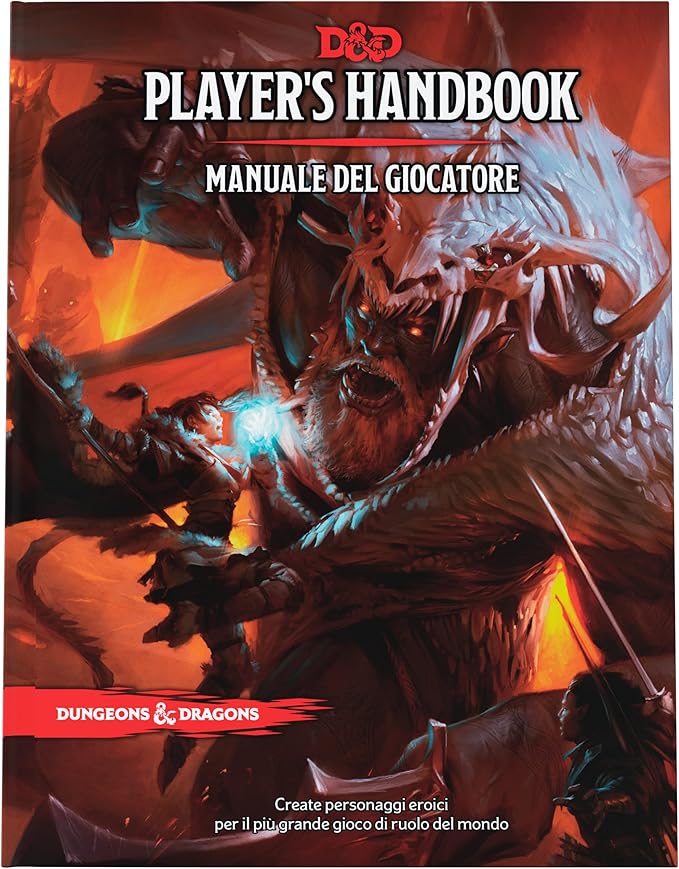 D&D
PLAYER'S HANDBOOK
MANUALE DEL GIOCATORE
DUNGEONS & DRAGONS
Create personaggi eroici
per il più grande gioco di ruolo del mondo